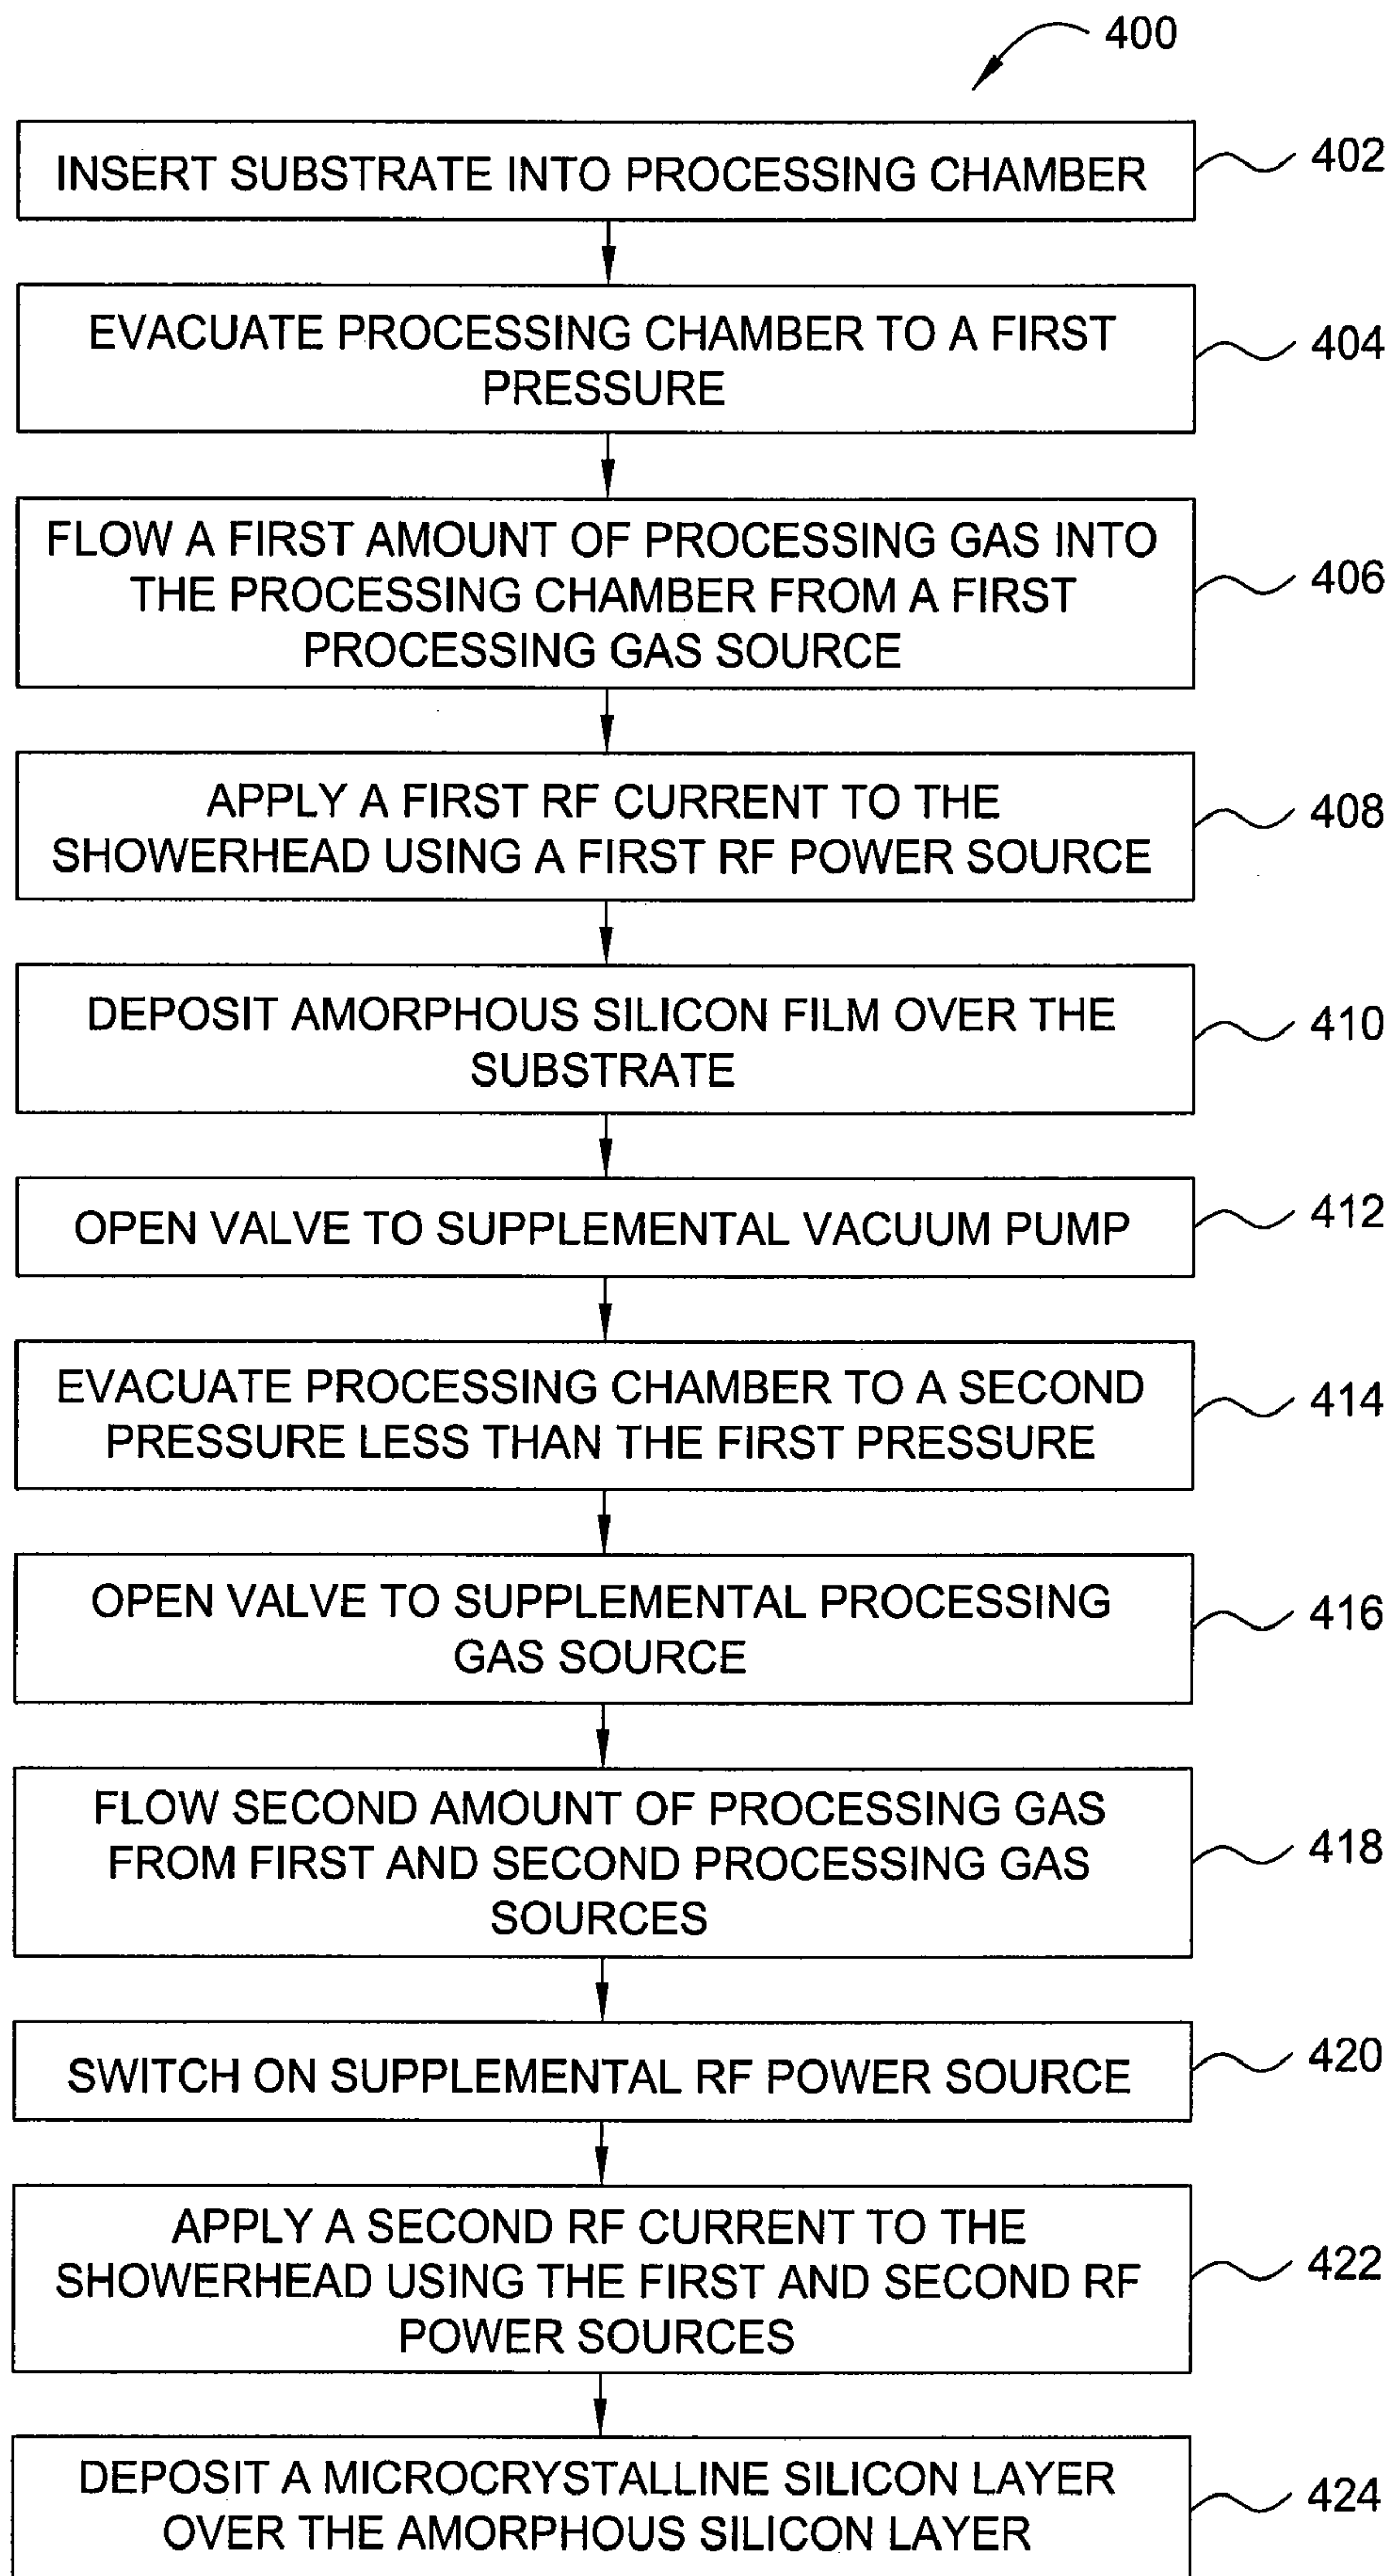 400
INSERT SUBSTRATE INTO PROCESSING CHAMBER
402
EVACUATE PROCESSING CHAMBER TO A FIRST
PRESSURE
404
FLOW A FIRST AMOUNT OF PROCESSING GAS INTO
THE PROCESSING CHAMBER FROM A FIRST
PROCESSING GAS SOURCE
406
APPLY A FIRST RF CURRENT TO THE
SHOWERHEAD USING A FIRST RF POWER SOURCE
408
DEPOSIT AMORPHOUS SILICON FILM OVER THE
SUBSTRATE
410
OPEN VALVE TO SUPPLEMENTAL VACUUM PUMP
412
EVACUATE PROCESSING CHAMBER TO A SECOND
PRESSURE LESS THAN THE FIRST PRESSURE
414
OPEN VALVE TO SUPPLEMENTAL PROCESSING
GAS SOURCE
416
FLOW SECOND AMOUNT OF PROCESSING GAS
FROM FIRST AND SECOND PROCESSING GAS
SOURCES
418
SWITCH ON SUPPLEMENTAL RF POWER SOURCE
420
APPLY A SECOND RF CURRENT TO THE
SHOWERHEAD USING THE FIRST AND SECOND RF
POWER SOURCES
422
DEPOSIT A MICROCRYSTALLINE SILICON LAYER
OVER THE AMORPHOUS SILICON LAYER
424